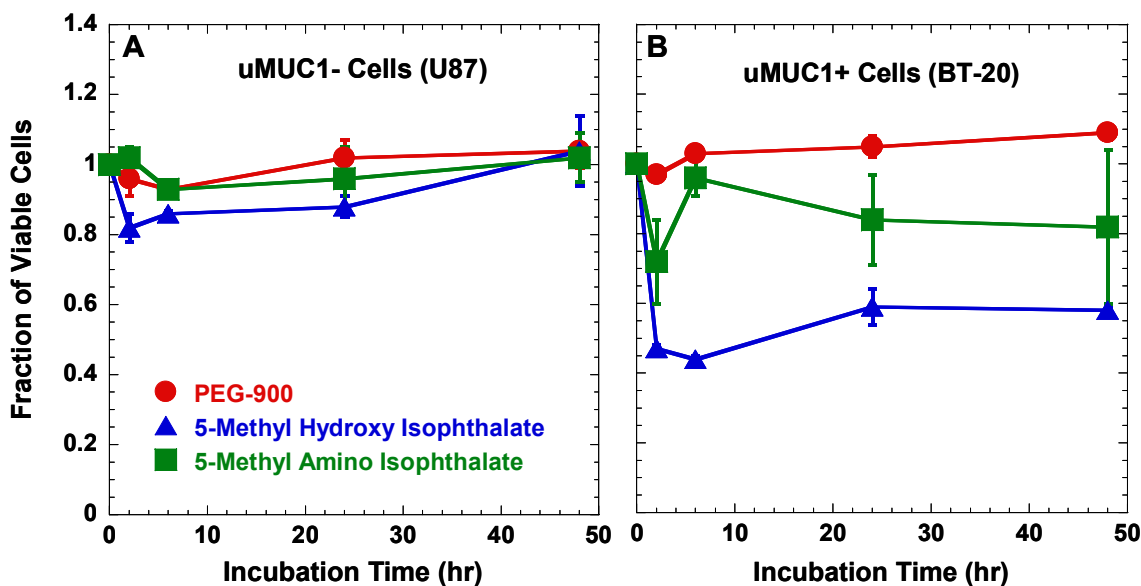 A
uMUC1- Cells (U87)
B
uMUC1+ Cells (BT-20)
Fraction of Viable Cells
1.4
1.2
1
0.8
0.6
0.4
0.2
0
PEG-900
5-Methyl Hydroxy Isophthalate
5-Methyl Amino Isophthalate
0 10 20 30 40 50
0 10 20 30 40 50
Incubation Time (hr)
Incubation Time (hr)